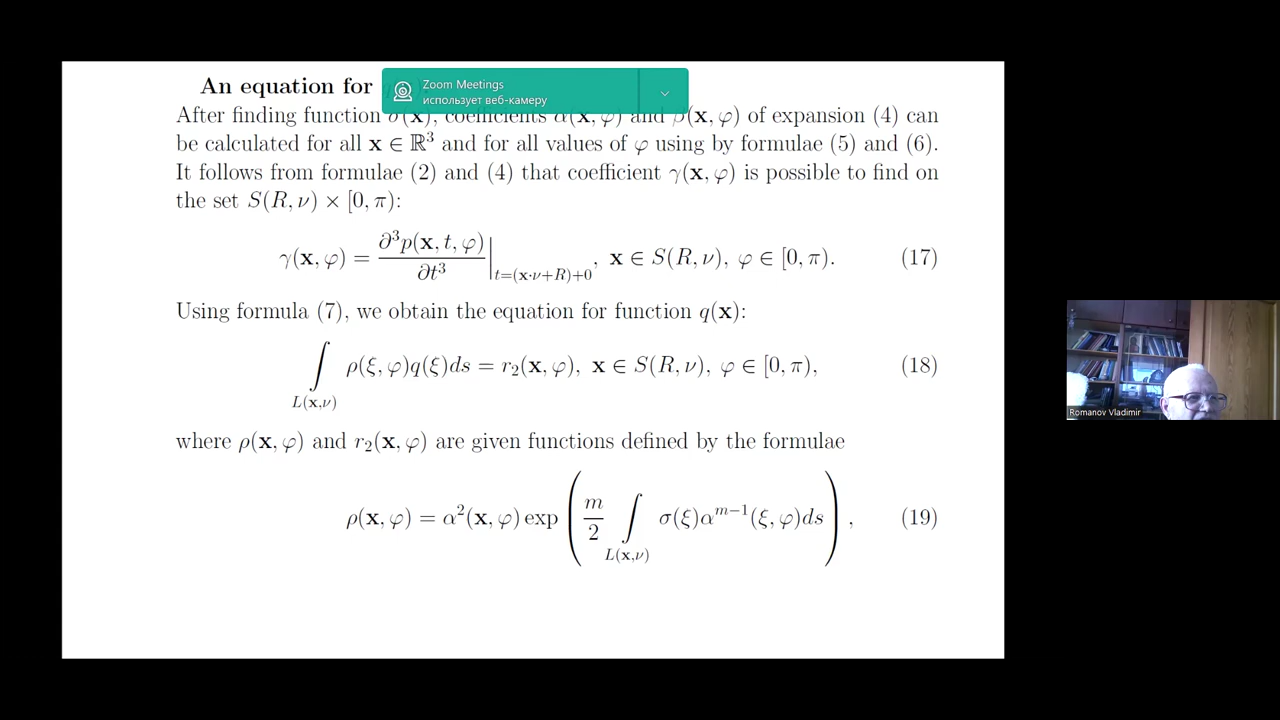 An equation for
Zoom Meetings
использует веб-камеру
After finding function σ(x), coefficients α(x, φ) and β(x, φ) of expansion (4) can
be calculated for all x ∈ ℝ³ and for all values of φ using by formulae (5) and (6).
It follows from formulae (2) and (4) that coefficient γ(x, φ) is possible to find on
the set S(R, ν) × [0, π):
γ(x, φ) = ∂³p(x, t, φ)/∂t³ |t=(x·ν+R)+0, x ∈ S(R, ν), φ ∈ [0, π). (17)
Using formula (7), we obtain the equation for function q(x):
∫L(x,ν) ρ(ξ, φ)q(ξ)ds = r₂(x, φ), x ∈ S(R, ν), φ ∈ [0, π), (18)
where ρ(x, φ) and r₂(x, φ) are given functions defined by the formulae
ρ(x, φ) = α²(x, φ) exp ( m/2 ∫L(x,ν) σ(ξ)αᵐ⁻¹(ξ, φ)ds ), (19)
Romanov Vladimir